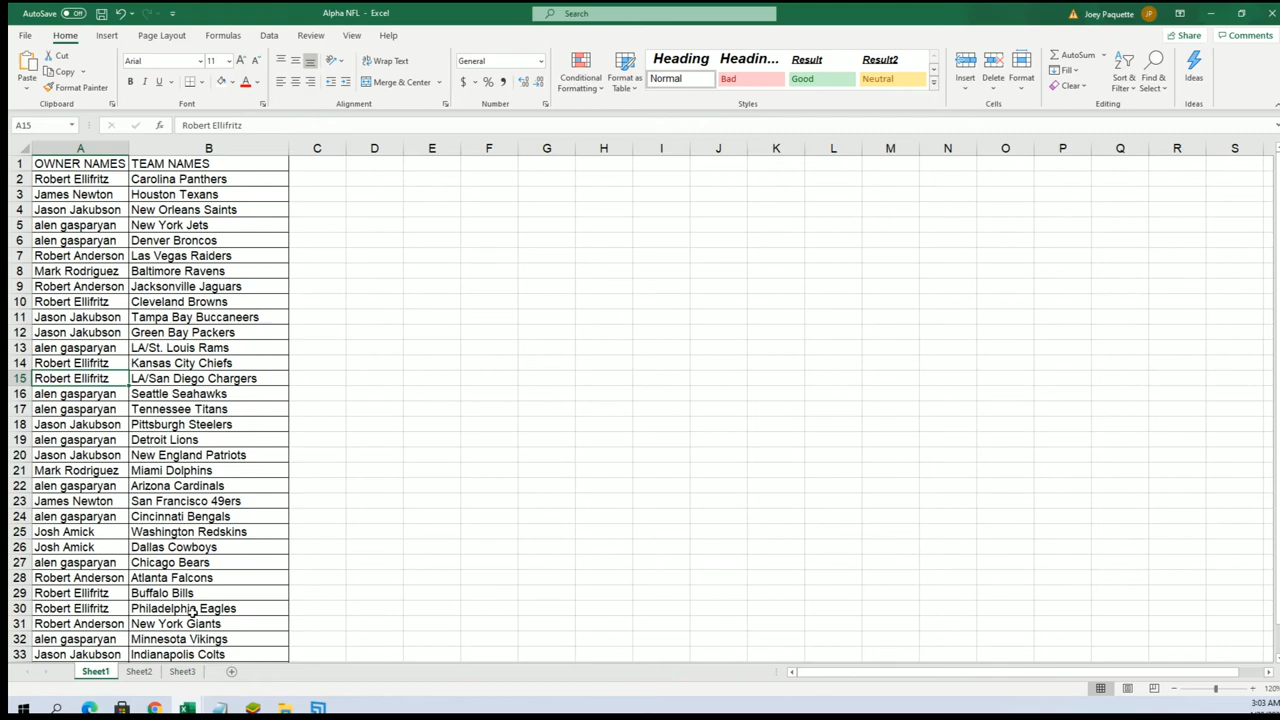 AutoSave Off Alpha NFL - Excel Search Joey Paquette JP
File Home Insert Page Layout Formulas Data Review View Help Share Comments
Cut Copy Format Painter Paste Clipboard
Arial 11 B I U Font
Wrap Text Merge & Center Alignment
General $ % Number
Conditional Formatting Format as Table
Heading Headin... Result Result2
Normal Bad Good Neutral
Styles
Insert Delete Format Cells
AutoSum Fill Clear Sort & Filter Find & Select Editing
Ideas Ideas
A15 fx Robert Ellifritz
A B C D E F G H I J K L M N O P Q R S
1 OWNER NAMES TEAM NAMES
2 Robert Ellifritz Carolina Panthers
3 James Newton Houston Texans
4 Jason Jakubson New Orleans Saints
5 alen gasparyan New York Jets
6 alen gasparyan Denver Broncos
7 Robert Anderson Las Vegas Raiders
8 Mark Rodriguez Baltimore Ravens
9 Robert Anderson Jacksonville Jaguars
10 Robert Ellifritz Cleveland Browns
11 Jason Jakubson Tampa Bay Buccaneers
12 Jason Jakubson Green Bay Packers
13 alen gasparyan LA/St. Louis Rams
14 Robert Ellifritz Kansas City Chiefs
15 Robert Ellifritz LA/San Diego Chargers
16 alen gasparyan Seattle Seahawks
17 alen gasparyan Tennessee Titans
18 Jason Jakubson Pittsburgh Steelers
19 alen gasparyan Detroit Lions
20 Jason Jakubson New England Patriots
21 Mark Rodriguez Miami Dolphins
22 alen gasparyan Arizona Cardinals
23 James Newton San Francisco 49ers
24 alen gasparyan Cincinnati Bengals
25 Josh Amick Washington Redskins
26 Josh Amick Dallas Cowboys
27 alen gasparyan Chicago Bears
28 Robert Anderson Atlanta Falcons
29 Robert Ellifritz Buffalo Bills
30 Robert Ellifritz Philadelphia Eagles
31 Robert Anderson New York Giants
32 alen gasparyan Minnesota Vikings
33 Jason Jakubson Indianapolis Colts
Sheet1 Sheet2 Sheet3
120%
3:03 AM